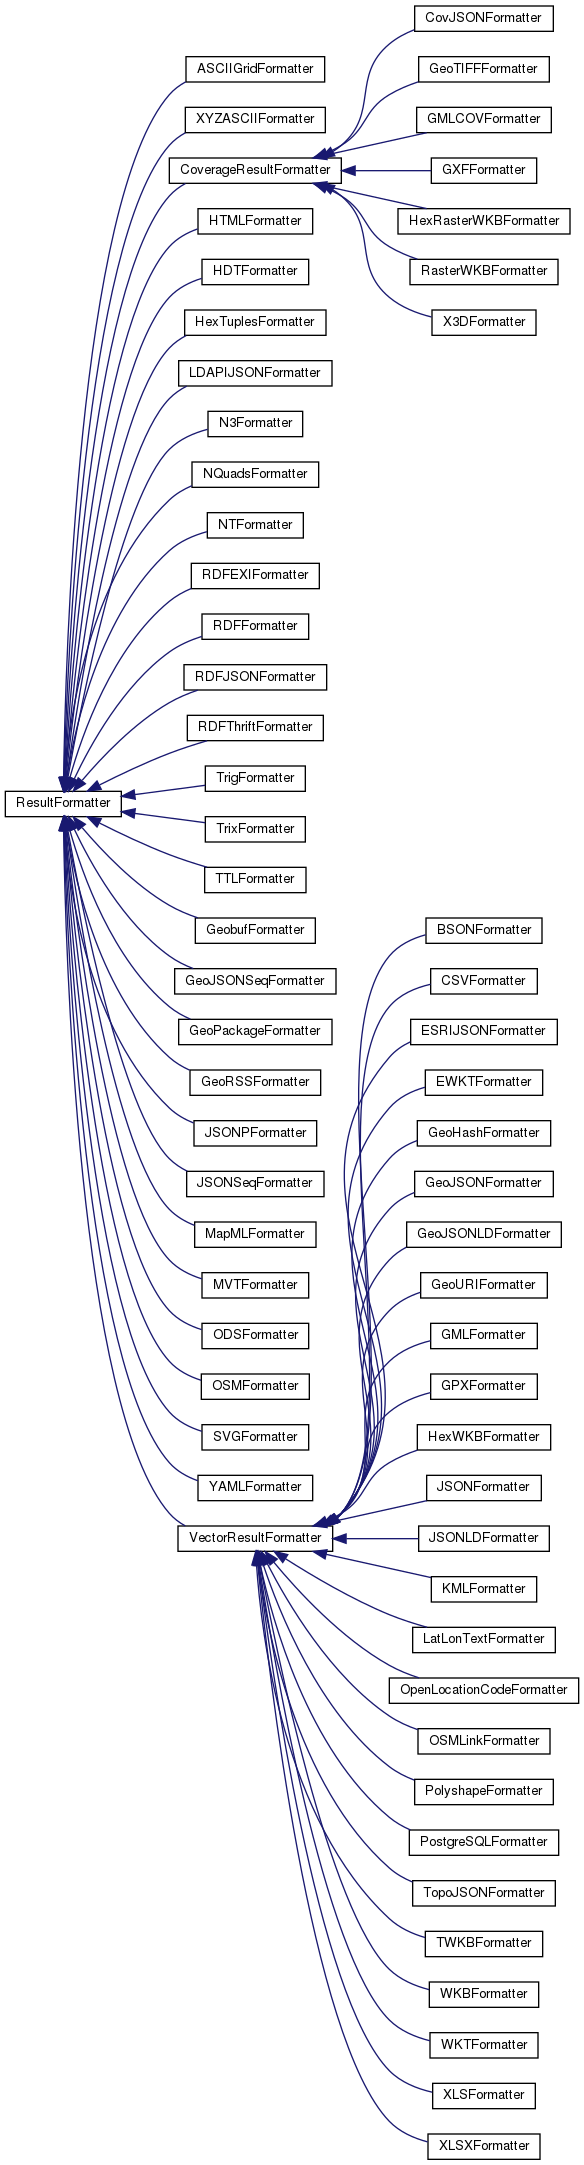 CovJSONFormatter
ASCIIGridFormatter
GeoTIFFFormatter
XYZASCIIFormatter
GMLCOVFormatter
CoverageResultFormatter
GXFFormatter
HTMLFormatter
HexRasterWKBFormatter
HDTFormatter
RasterWKBFormatter
HexTuplesFormatter
X3DFormatter
LDAPIJSONFormatter
N3Formatter
NQuadsFormatter
NTFormatter
RDFEXIFormatter
RDFFormatter
RDFJSONFormatter
RDFThriftFormatter
TrigFormatter
ResultFormatter
TrixFormatter
TTLFormatter
GeobufFormatter
BSONFormatter
GeoJSONSeqFormatter
CSVFormatter
GeoPackageFormatter
ESRIJSONFormatter
GeoRSSFormatter
EWKTFormatter
JSONPFormatter
GeoHashFormatter
JSONSeqFormatter
GeoJSONFormatter
MapMLFormatter
GeoJSONLDFormatter
MVTFormatter
GeoURIFormatter
ODSFormatter
GMLFormatter
OSMFormatter
GPXFormatter
SVGFormatter
HexWKBFormatter
YAMLFormatter
JSONFormatter
VectorResultFormatter
JSONLDFormatter
KMLFormatter
LatLonTextFormatter
OpenLocationCodeFormatter
OSMLinkFormatter
PolyshapeFormatter
PostgreSQLFormatter
TopoJSONFormatter
TWKBFormatter
WKBFormatter
WKTFormatter
XLSFormatter
XLSXFormatter